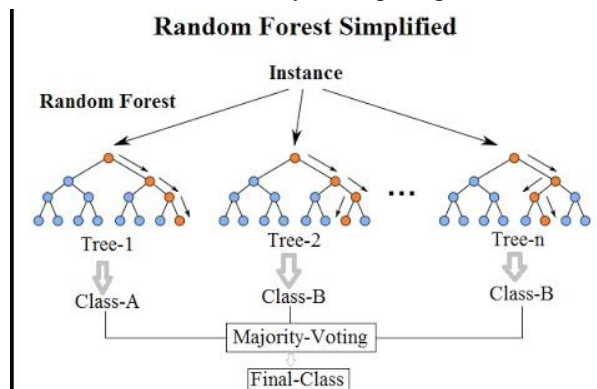 Random Forest Simplified
Instance
Random Forest
...
Tree-1 Tree-2 Tree-n
Class-A Class-B Class-B
Majority-Voting
Final-Class